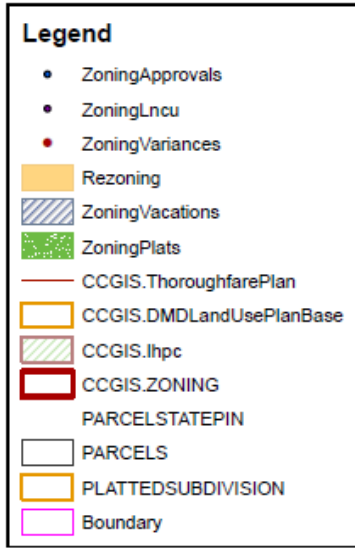 Legend
ZoningApprovals
ZoningLncu
ZoningVariances
Rezoning
ZoningVacations
ZoningPlats
CCGIS.ThoroughfarePlan
CCGIS.DMDLandUsePlanBase
CCGIS.Ihpc
CCGIS.ZONING
PARCELSTATEPIN
PARCELS
PLATTEDSUBDIVISION
Boundary